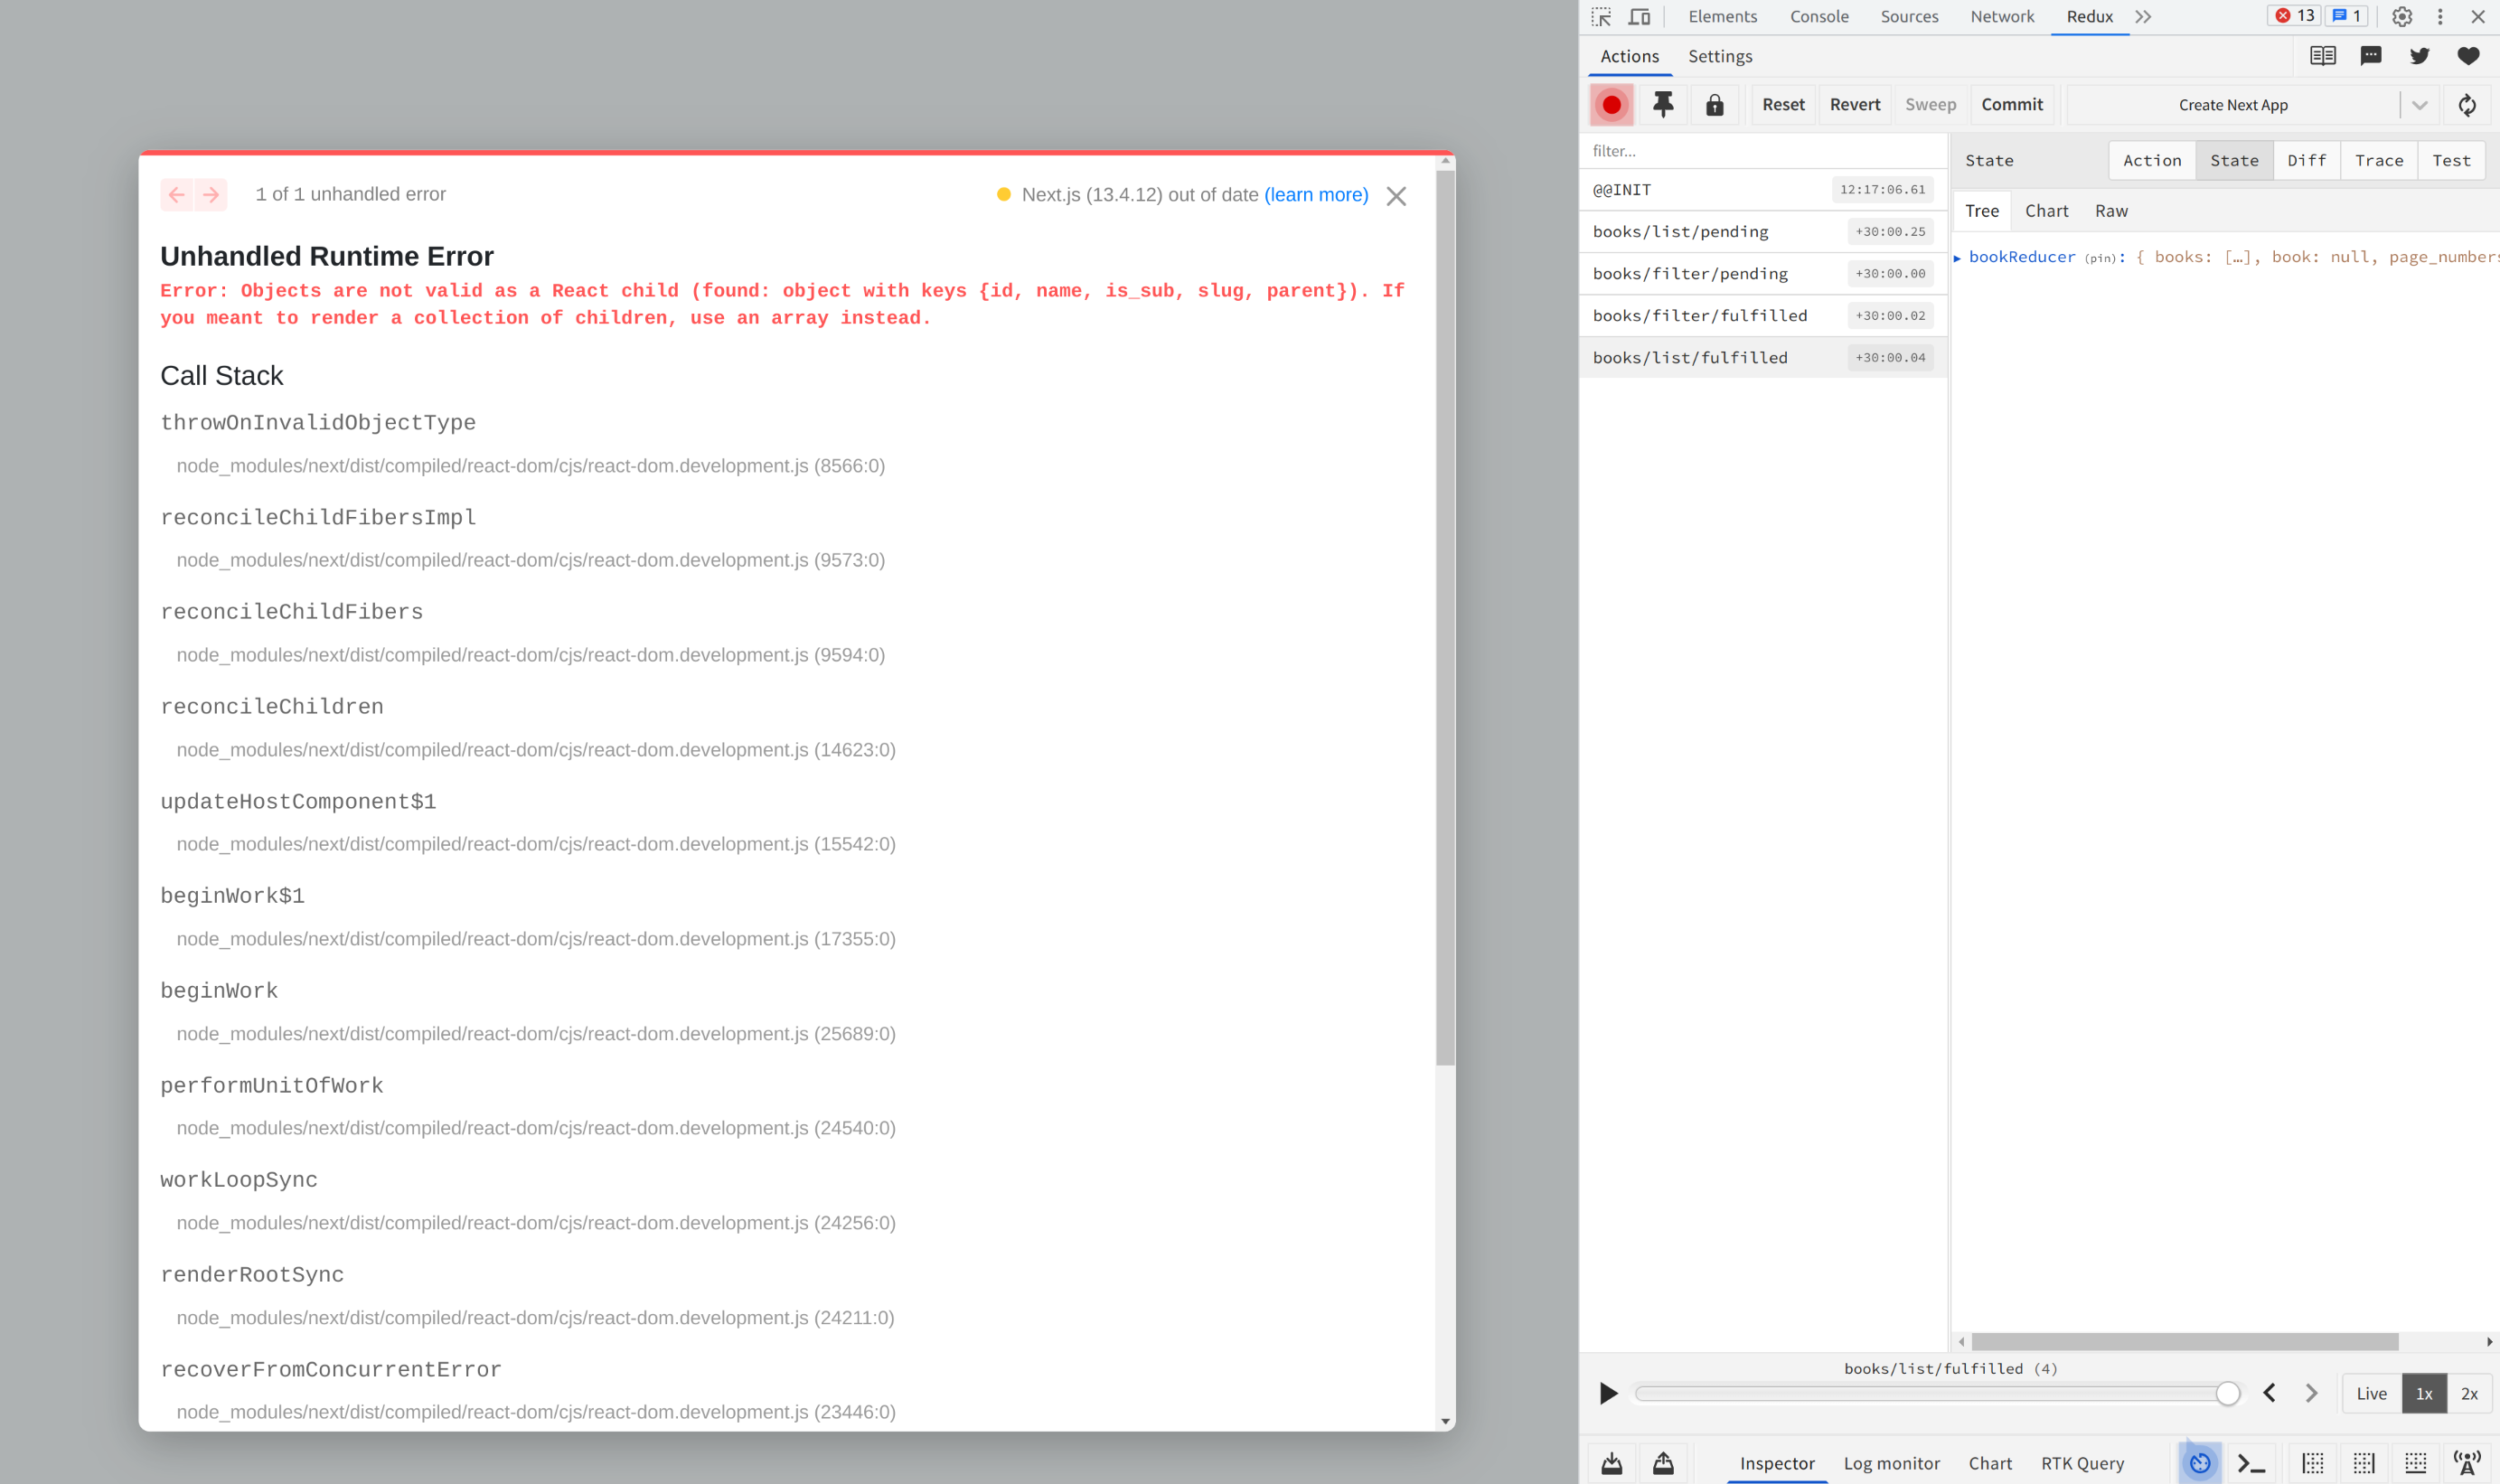 1 of 1 unhandled error
Next.js (13.4.12) out of date (learn more)
Unhandled Runtime Error
Error: Objects are not valid as a React child (found: object with keys {id, name, is_sub, slug, parent}). If
you meant to render a collection of children, use an array instead.
Call Stack
throwOnInvalidObjectType
node_modules/next/dist/compiled/react-dom/cjs/react-dom.development.js (8566:0)
reconcileChildFibersImpl
node_modules/next/dist/compiled/react-dom/cjs/react-dom.development.js (9573:0)
reconcileChildFibers
node_modules/next/dist/compiled/react-dom/cjs/react-dom.development.js (9594:0)
reconcileChildren
node_modules/next/dist/compiled/react-dom/cjs/react-dom.development.js (14623:0)
updateHostComponent$1
node_modules/next/dist/compiled/react-dom/cjs/react-dom.development.js (15542:0)
beginWork$1
node_modules/next/dist/compiled/react-dom/cjs/react-dom.development.js (17355:0)
beginWork
node_modules/next/dist/compiled/react-dom/cjs/react-dom.development.js (25689:0)
performUnitOfWork
node_modules/next/dist/compiled/react-dom/cjs/react-dom.development.js (24540:0)
workLoopSync
node_modules/next/dist/compiled/react-dom/cjs/react-dom.development.js (24256:0)
renderRootSync
node_modules/next/dist/compiled/react-dom/cjs/react-dom.development.js (24211:0)
recoverFromConcurrentError
node_modules/next/dist/compiled/react-dom/cjs/react-dom.development.js (23446:0)
Elements Console Sources Network Redux 13 1
Actions Settings
Reset Revert Sweep Commit Create Next App
filter...
@@INIT 12:17:06.61
books/list/pending +30:00.25
books/filter/pending +30:00.00
books/filter/fulfilled +30:00.02
books/list/fulfilled +30:00.04
State Action State Diff Trace Test
Tree Chart Raw
bookReducer (pin): { books: […], book: null, page_numbers
books/list/fulfilled (4)
Live 1x 2x
Inspector Log monitor Chart RTK Query